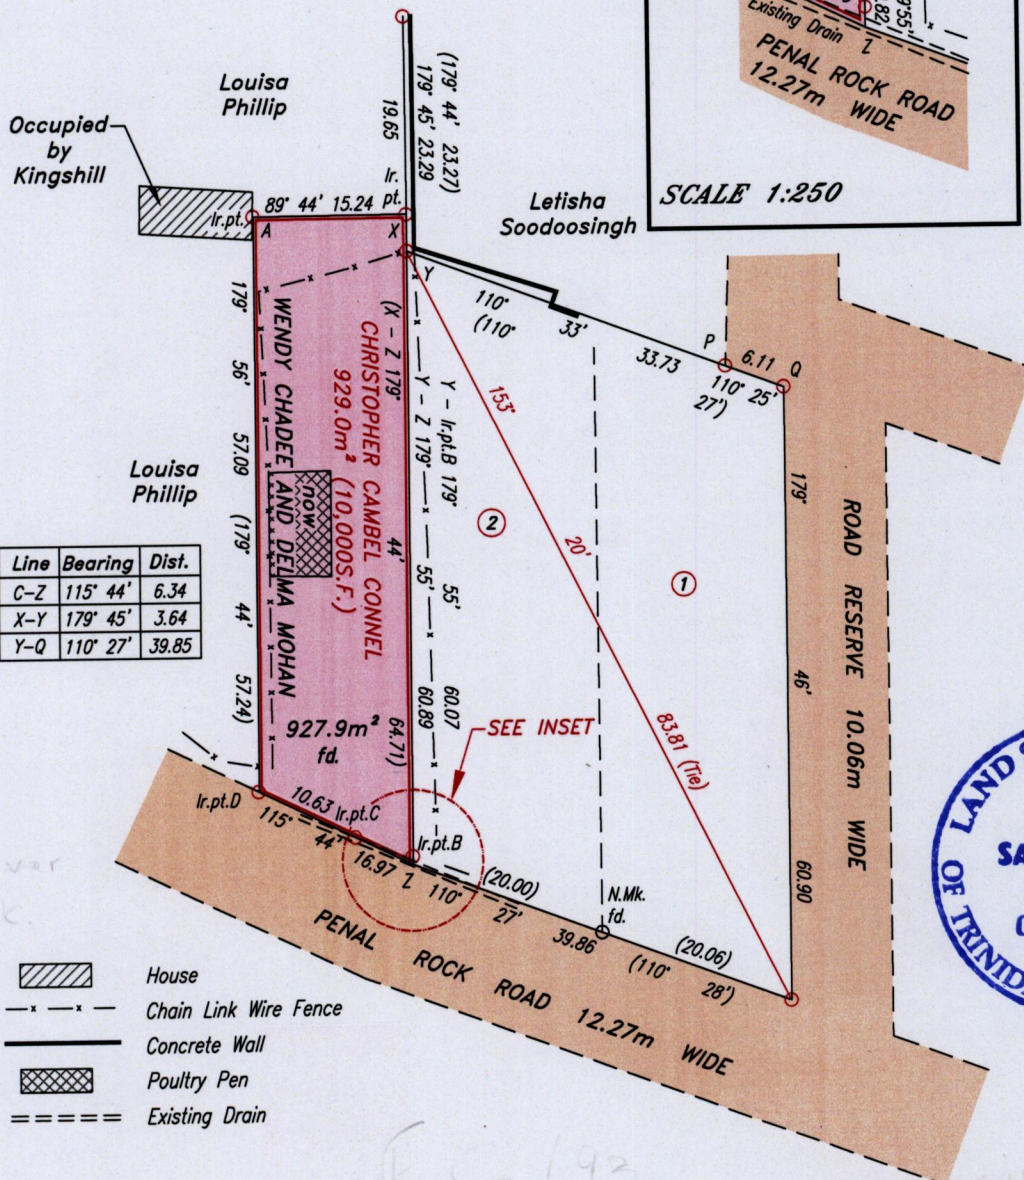 Louisa
Phillip
Occupied
by
Kingshill
(179° 44' 23.27)
179° 45' 23.29
19.65
Ir.
pt.
Existing Drain
PENAL ROCK ROAD
12.27m WIDE
SCALE 1:250
Letisha
Soodoosingh
Ir.pt.
89° 44' 15.24
A
X
Y
110° 33' 33.73
(110° 27')
P
6.11
Q
110° 25'
179° 56' 57.09
(179° 44' 57.24)
WENDY CHADEE AND DELMA MOHAN
now
CHRISTOPHER CAMBEL CONNEL
929.0m² (10,000S.F.)
(X - Z 179° 44' 64.71)
Y - Z 179° 55' 60.89
Y - Ir.pt.B 179° 55' 60.07
153° 20' 83.81 (Tie)
2
1
179° 46' 60.90
ROAD RESERVE 10.06m WIDE
Louisa
Phillip
Line Bearing Dist.
C-Z 115° 44' 6.34
X-Y 179° 45' 3.64
Y-Q 110° 27' 39.85
927.9m²
fd.
SEE INSET
Ir.pt.D
10.63
Ir.pt.C
115° 44' 16.97
Ir.pt.B
Z
110° 27' 39.86
(20.00)
N.Mk.
fd.
(20.06)
(110° 28')
PENAL ROCK ROAD 12.27m WIDE
LAND
OF TRINID
SA
House
Chain Link Wire Fence
Concrete Wall
Poultry Pen
Existing Drain